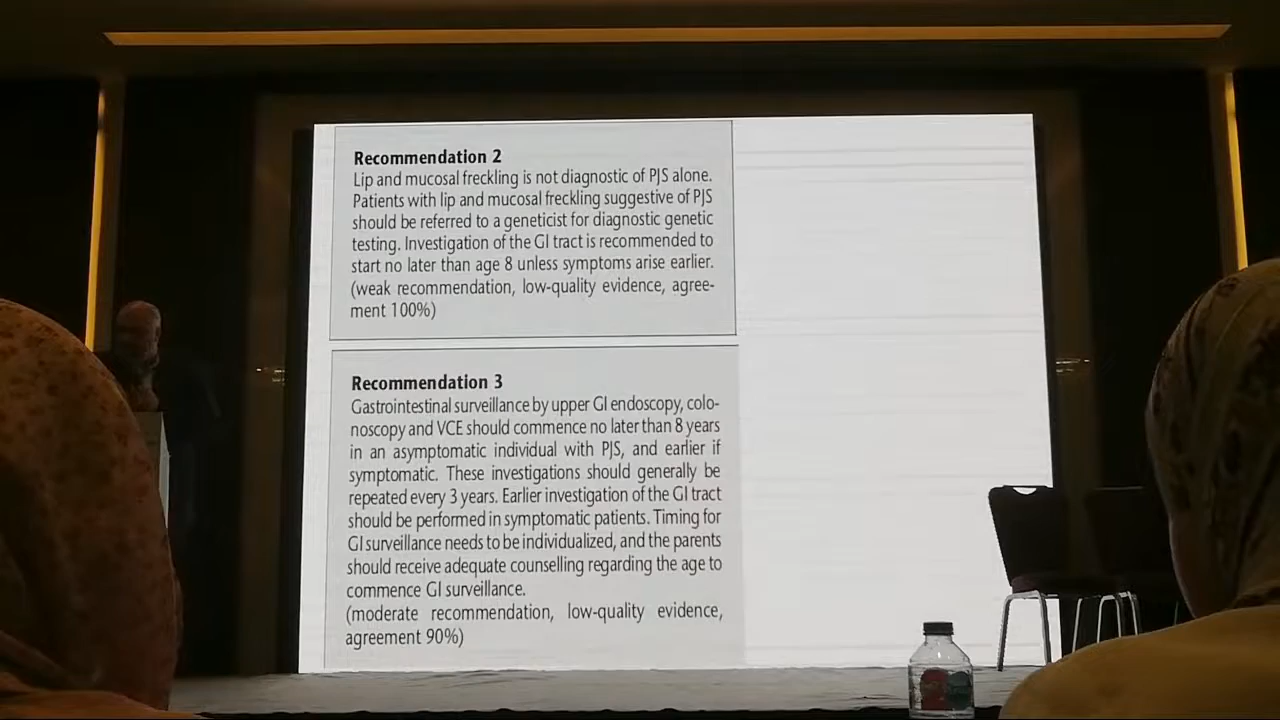 Recommendation 2
Lip and mucosal freckling is not diagnostic of PJS alone.
Patients with lip and mucosal freckling suggestive of PJS
should be referred to a geneticist for diagnostic genetic
testing. Investigation of the GI tract is recommended to
start no later than age 8 unless symptoms arise earlier.
(weak recommendation, low-quality evidence, agree-
ment 100%)
Recommendation 3
Gastrointestinal surveillance by upper GI endoscopy, colo-
noscopy and VCE should commence no later than 8 years
in an asymptomatic individual with PJS, and earlier if
symptomatic. These investigations should generally be
repeated every 3 years. Earlier investigation of the GI tract
should be performed in symptomatic patients. Timing for
GI surveillance needs to be individualized, and the parents
should receive adequate counselling regarding the age to
commence GI surveillance.
(moderate recommendation, low-quality evidence,
agreement 90%)